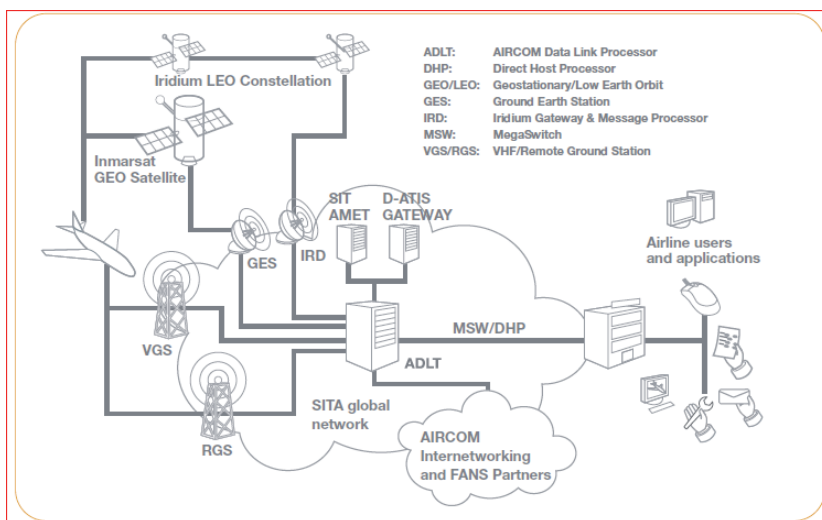 Iridium LEO Constellation
Inmarsat
GEO Satellite
ADLT: AIRCOM Data Link Processor
DHP: Direct Host Processor
GEO/LEO: Geostationary/Low Earth Orbit
GES: Ground Earth Station
IRD: Iridium Gateway & Message Processor
MSW: MegaSwitch
VGS/RGS: VHF/Remote Ground Station
SIT
AMET
D-ATIS
GATEWAY
GES
IRD
Airline users
and applications
VGS
MSW/DHP
ADLT
SITA global
network
RGS
AIRCOM
Internetworking
and FANS Partners